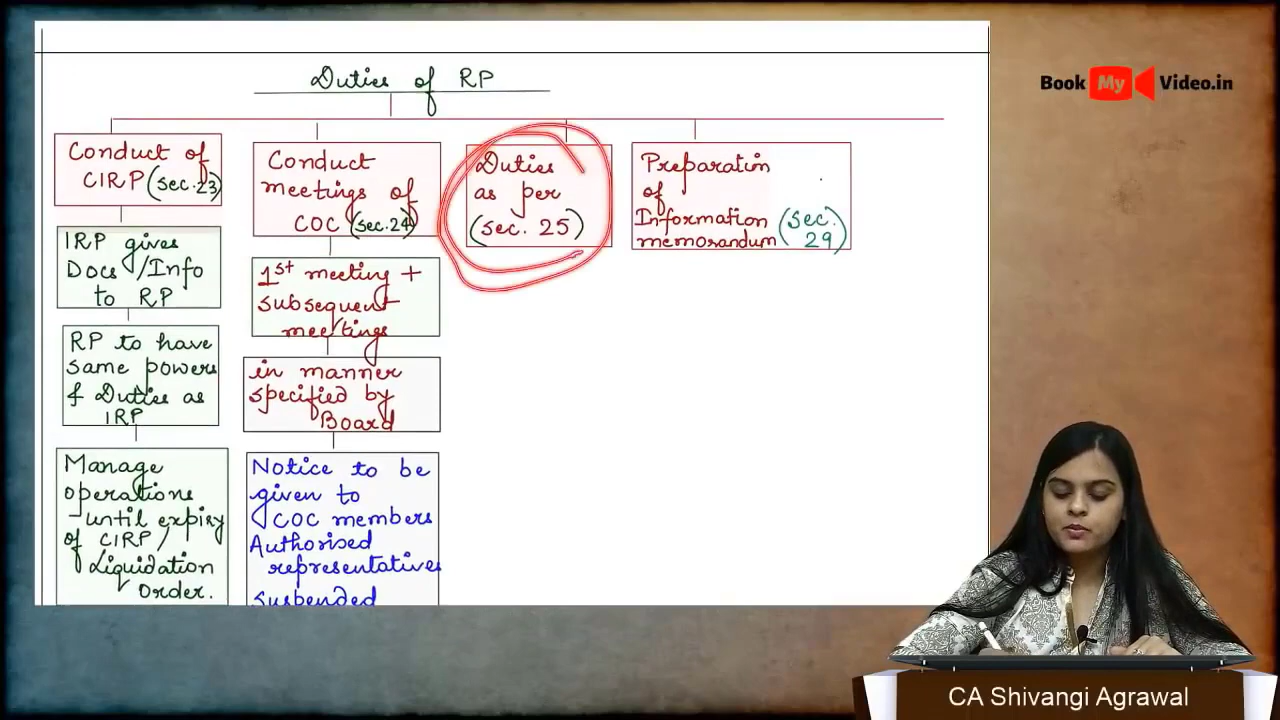 Duties of RP
Book My Video.in
Conduct of
CIRP (sec. 23)
IRP gives
Docs/Info
to RP
RP to have
same powers
& Duties as
IRP
Manage
operations
until expiry
of CIRP/
Liquidation
Order.
Conduct
meetings of
COC (sec. 24)
1st meeting +
subsequent
meetings
in manner
specified by
Board
Notice to be
given to
COC members
Authorised
representatives
suspended
Duties
as per
(sec. 25)
Preparation
of
Information
memorandum
(sec.
29)
CA Shivangi Agrawal